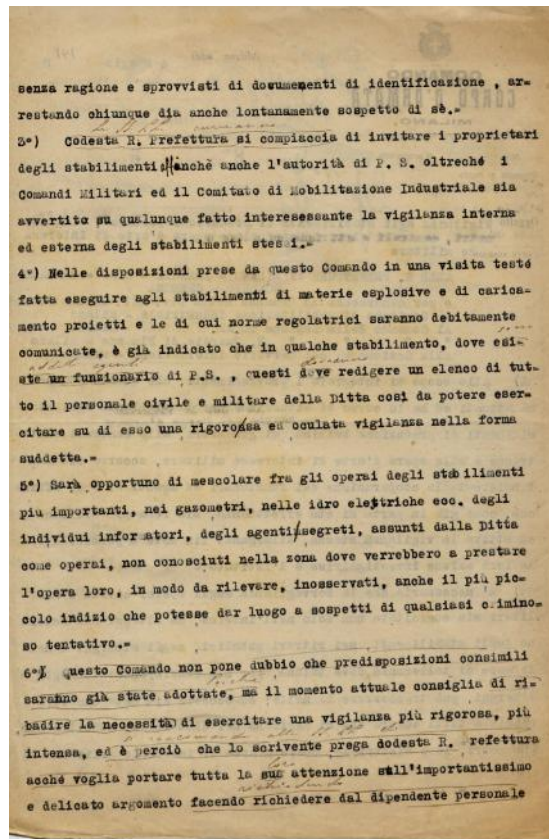 senza ragione e sprovvisti di documenti di identificazione , ar=
restando chiunque dia anche lontanamente sospetto di sè.=
3°) Codesta R. Prefettura si compiaccia di invitare i proprietari
degli stabilimenti affinchè anche l'autorità di P. S. oltreché i
Comandi Militari ed il Comitato di Mobilitazione Industriale sia
avvertito su qualunque fatto interessante la vigilanza interna
ed esterna degli stabilimenti stessi.=
4°) Nelle disposizioni prese da questo Comando in una visita testé
fatta eseguire agli stabilimenti di materie esplosive e di carica=
mento proietti e le di cui norme regolatrici saranno debitamente
comunicate, è già indicato che in qualche stabilimento, dove esi=
ste un funzionario di P.S. , questi deve redigere un elenco di tut=
to il personale civile e militare della Ditta così da potere eser=
citare su di esso una rigorosa ed oculata vigilanza nella forma
suddetta.=
5°) Sarà opportuno di mescolare fra gli operai degli stabilimenti
più importanti, nei gazometri, nelle idro elettriche ecc. degli
individui informatori, degli agenti segreti, assunti dalla Ditta
come operai, non conosciuti nella zona dove verrebbero a prestare
l'opera loro, in modo da rilevare, inosservati, anche il più pic=
colo indizio che potesse dar luogo a sospetti di qualsiasi crimino=
so tentativo.=
6°) Questo Comando non pone dubbio che predisposizioni consimili
saranno già state adottate, ma il momento attuale consiglia di ri=
badire la necessità di esercitare una vigilanza più rigorosa, più
intensa, ed è perciò che lo scrivente prega dodesta R. refettura
acché voglia portare tutta la sua attenzione sull'importantissimo
e delicato argomento facendo richiedere dal dipendente personale